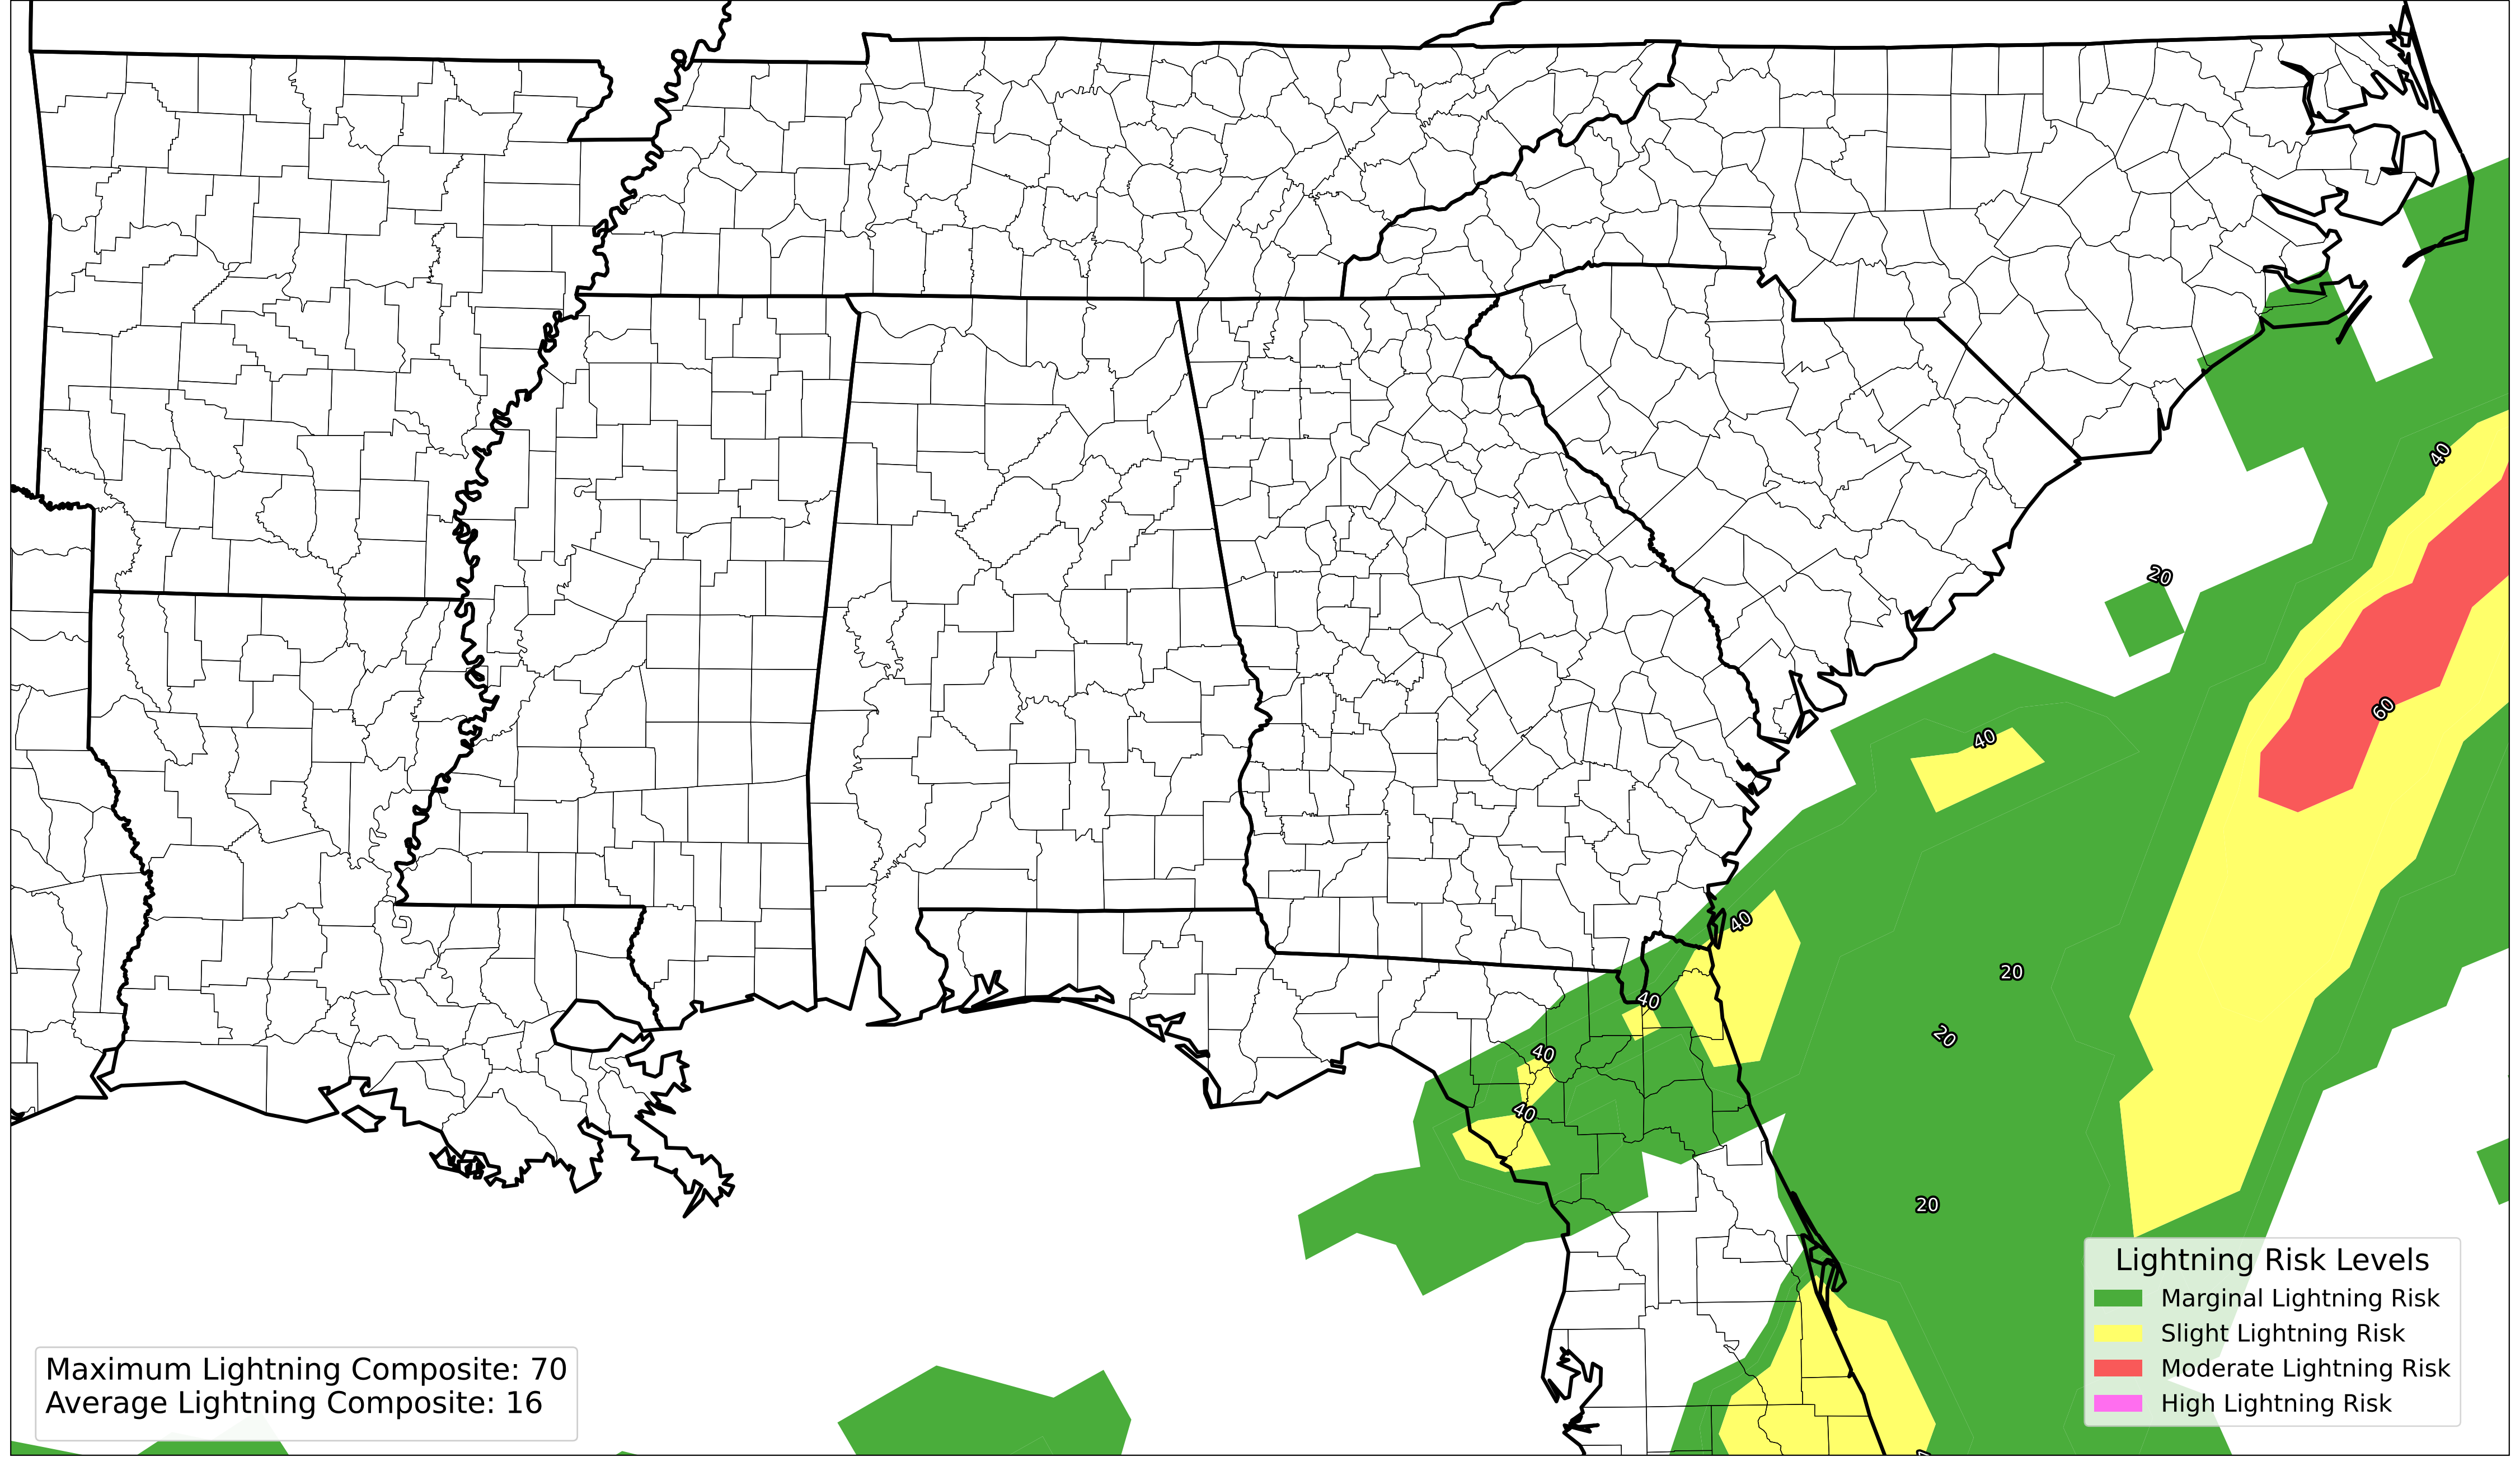 40
20
60
40
40
20
40
20
40
40
20
Lightning Risk Levels
Marginal Lightning Risk
Slight Lightning Risk
Moderate Lightning Risk
High Lightning Risk
Maximum Lightning Composite: 70
Average Lightning Composite: 16